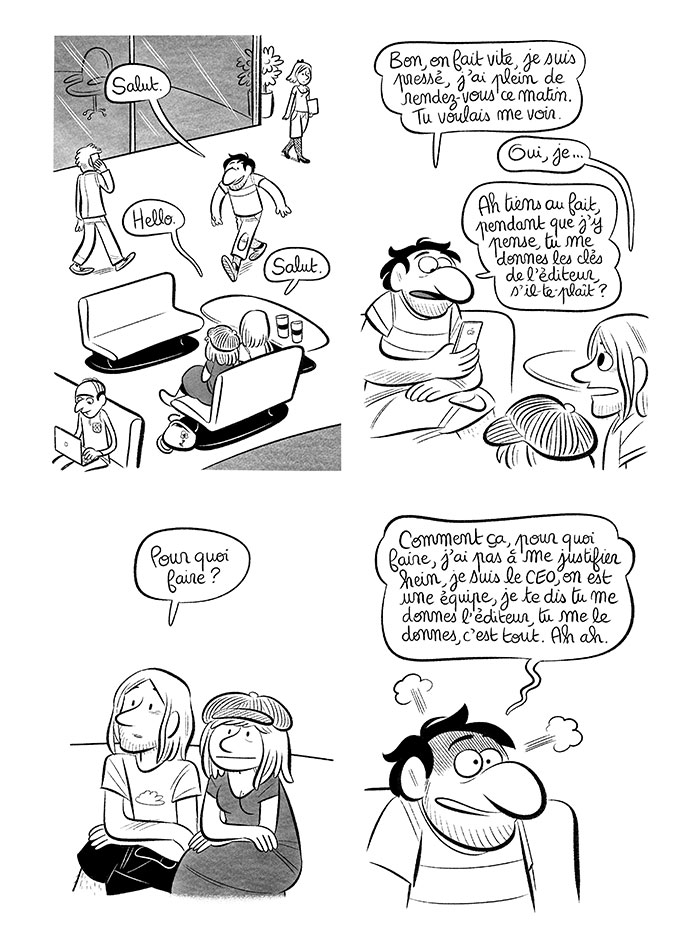 Salut.
Hello.
Salut.
Bon, on fait vite, je suis
pressé, j'ai plein de
rendez-vous ce matin.
Tu voulais me voir.
Oui, je...
Ah tiens au fait,
pendant que j'y
pense, tu me
donnes les clés
de l'éditeur,
s'il-te-plaît ?
Pour quoi
faire ?
Comment ça, pour quoi
faire, j'ai pas à me justifier
hein, je suis le CEO, on est
une équipe, je te dis tu me
donnes l'éditeur, tu me le
donnes, c'est tout. Ah ah.